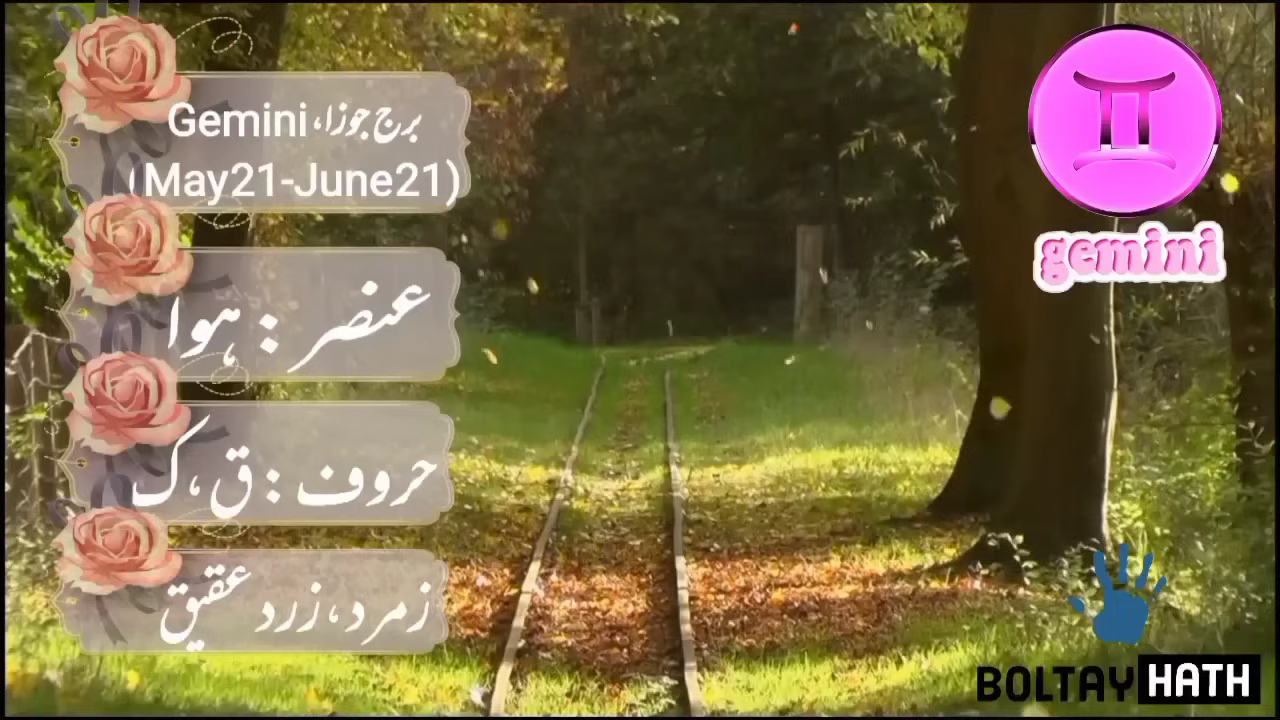 برج جوزا، Gemini
(May21-June21)
عنصر : ہوا
حروف : ق، ک
زمرد، زرد عقیق
gemini
BOLTAY HATH